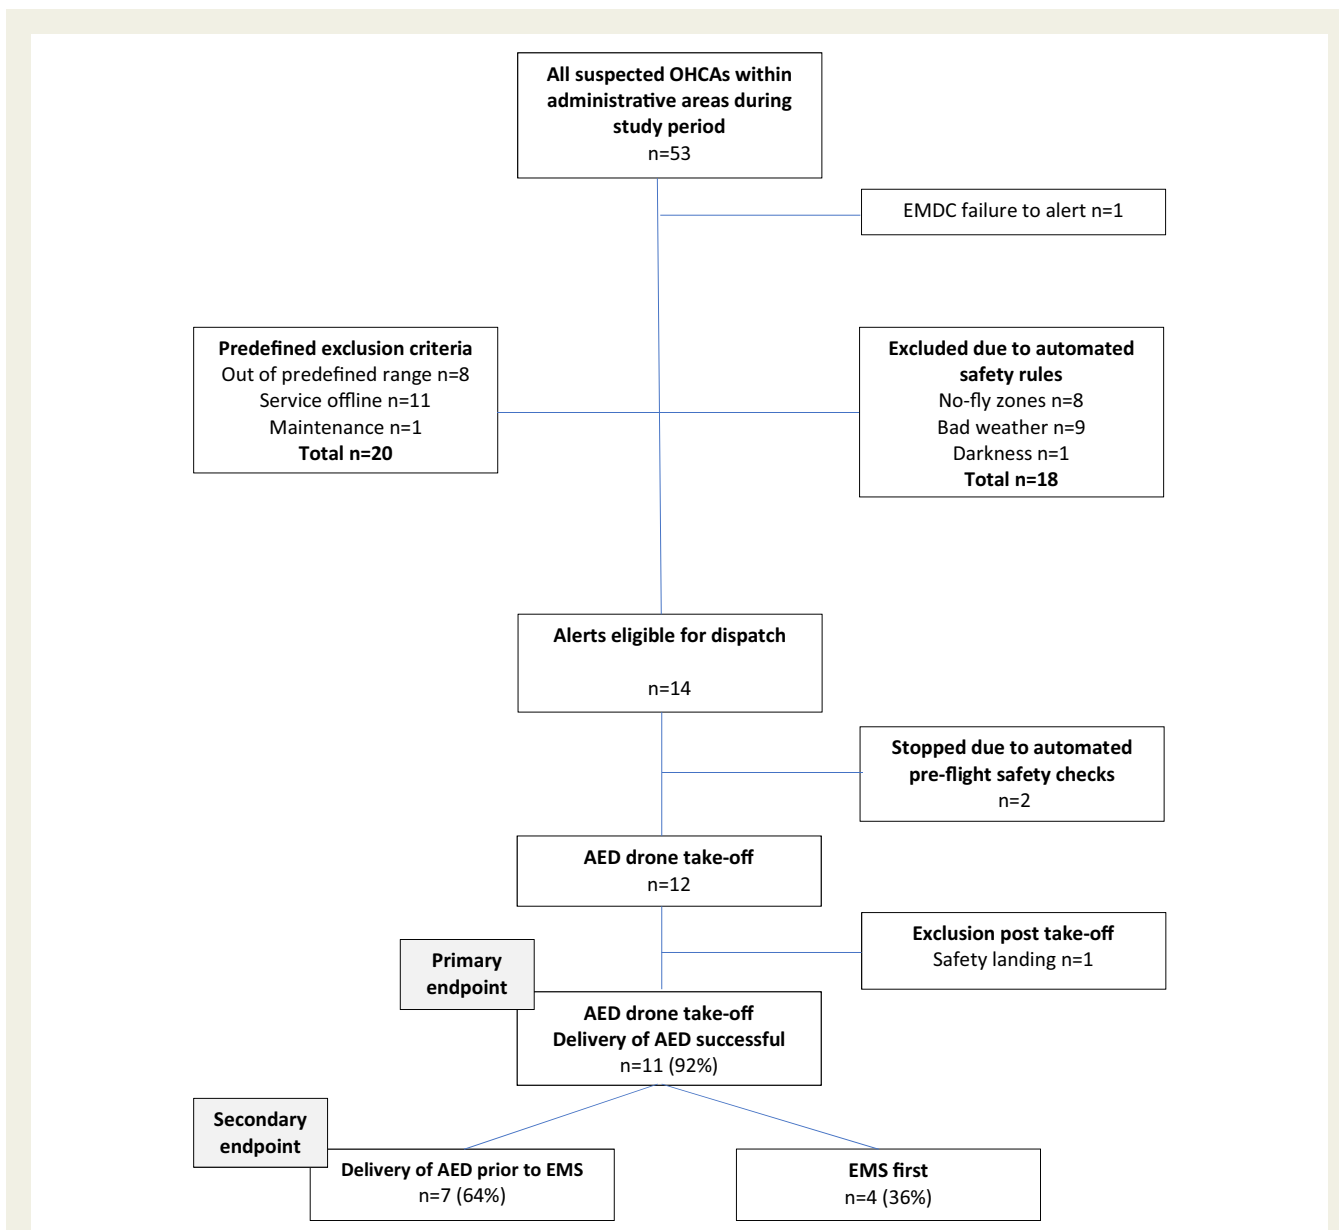 All suspected OHCAs within
administrative areas during
study period
n=53
EMDC failure to alert n=1
Predefined exclusion criteria
Out of predefined range n=8
Service offline n=11
Maintenance n=1
Total n=20
Excluded due to automated
safety rules
No-fly zones n=8
Bad weather n=9
Darkness n=1
Total n=18
Alerts eligible for dispatch
n=14
Stopped due to automated
pre-flight safety checks
n=2
AED drone take-off
n=12
Exclusion post take-off
Safety landing n=1
Primary
endpoint
AED drone take-off
Delivery of AED successful
n=11 (92%)
Secondary
endpoint
Delivery of AED prior to EMS
n=7 (64%)
EMS first
n=4 (36%)